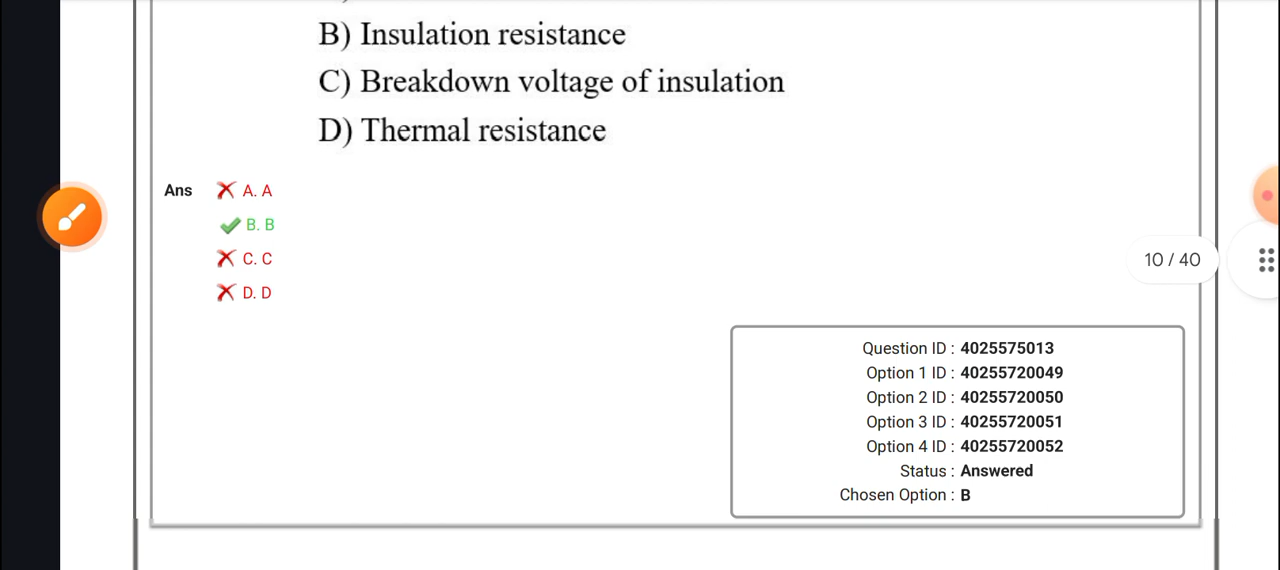 B) Insulation resistance
C) Breakdown voltage of insulation
D) Thermal resistance
Ans A. A
B. B
C. C
D. D
10 / 40
Question ID : 4025575013
Option 1 ID : 40255720049
Option 2 ID : 40255720050
Option 3 ID : 40255720051
Option 4 ID : 40255720052
Status : Answered
Chosen Option : B